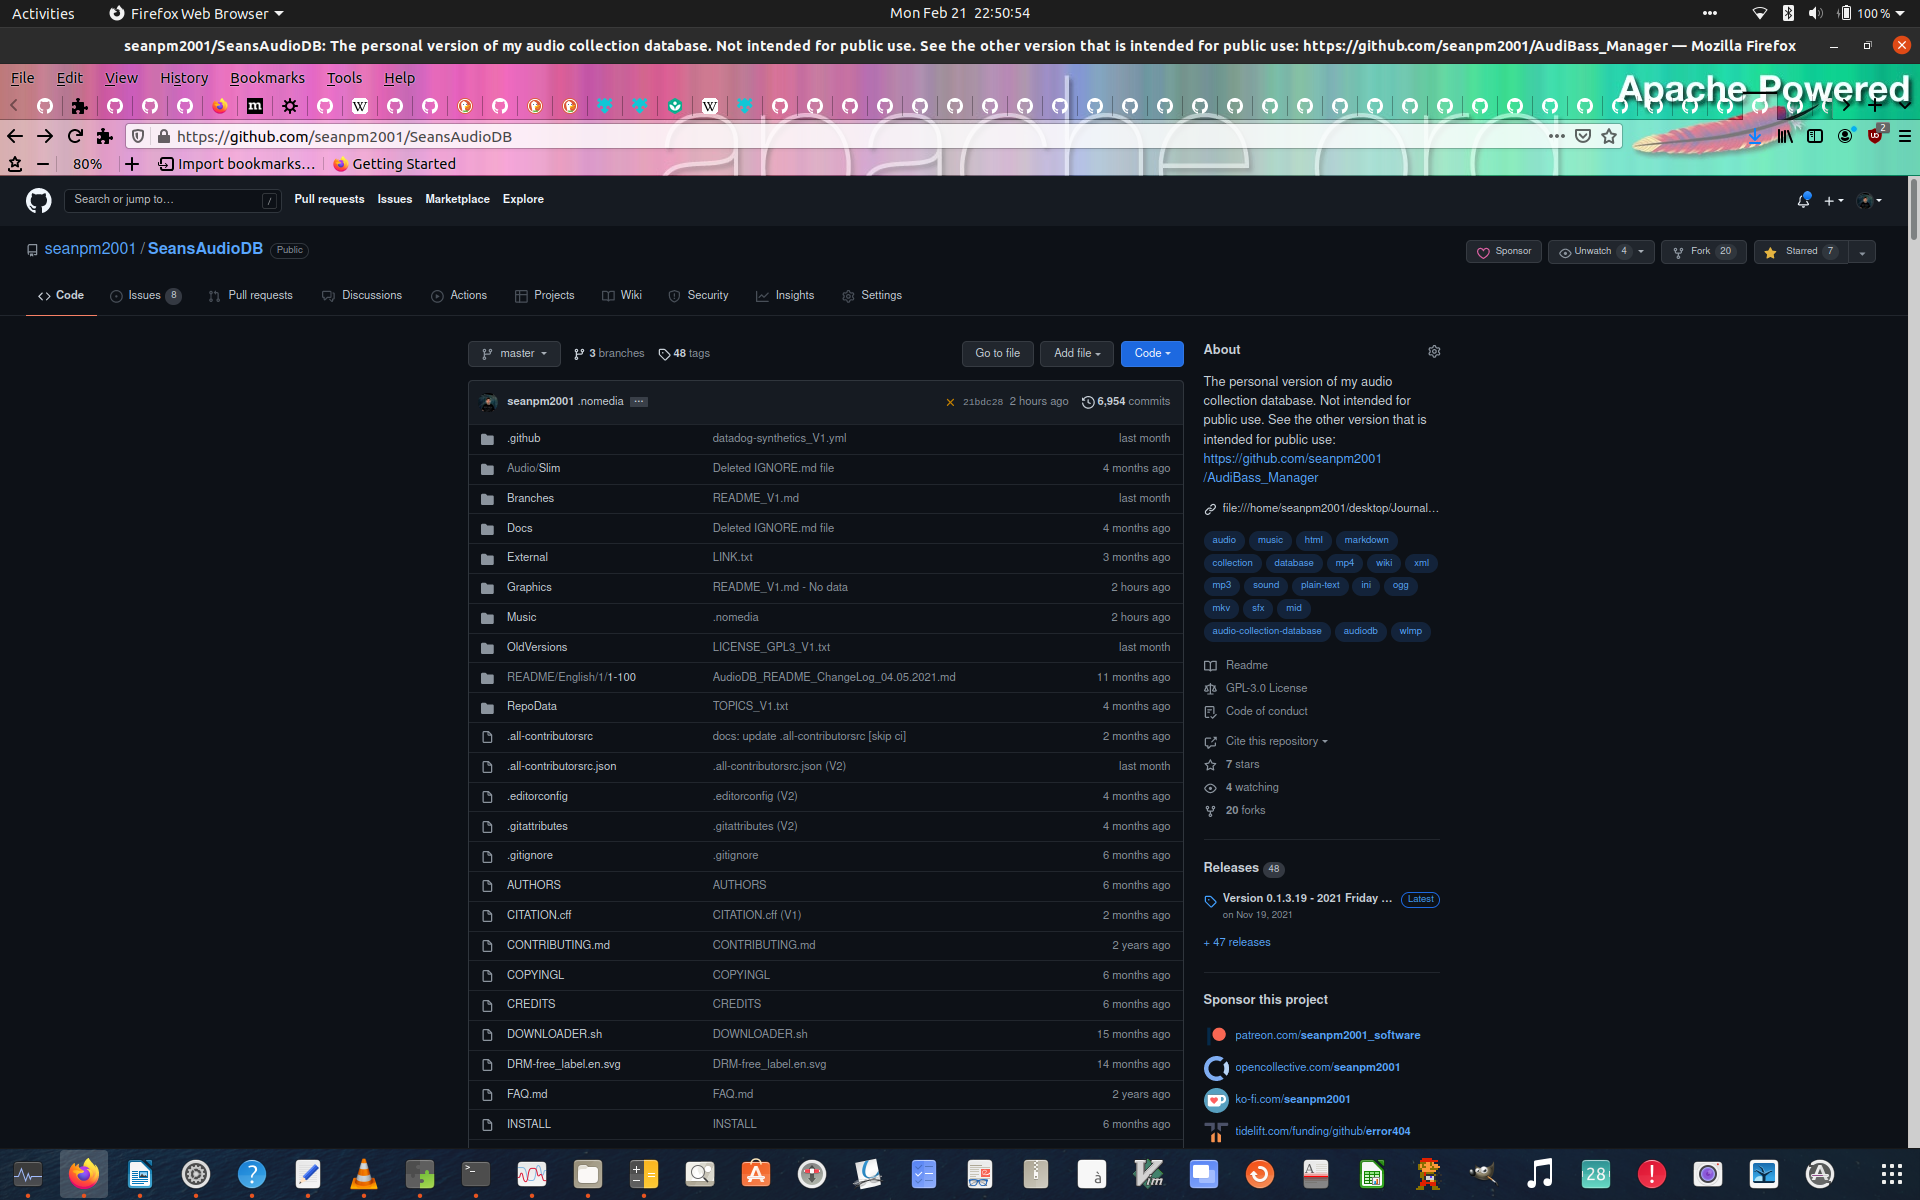 Activities
Firefox Web Browser
Mon Feb 21 22:50:54
100 %
seanpm2001/SeansAudioDB: The personal version of my audio collection database. Not intended for public use. See the other version that is intended for public use: https://github.com/seanpm2001/AudiBass_Manager — Mozilla Firefox
File Edit View History Bookmarks Tools Help
Apache Powered
https://github.com/seanpm2001/SeansAudioDB
2
80%
Import bookmarks…
Getting Started
Search or jump to…
/
Pull requests Issues Marketplace Explore
seanpm2001 / SeansAudioDB Public
Sponsor
Unwatch 4
Fork 20
Starred 7
Code
Issues 8
Pull requests
Discussions
Actions
Projects
Wiki
Security
Insights
Settings
master
3 branches
48 tags
Go to file
Add file
Code
seanpm2001 .nomedia
21bdc28 2 hours ago
6,954 commits
.github datadog-synthetics_V1.yml last month
Audio/Slim Deleted IGNORE.md file 4 months ago
Branches README_V1.md last month
Docs Deleted IGNORE.md file 4 months ago
External LINK.txt 3 months ago
Graphics README_V1.md - No data 2 hours ago
Music .nomedia 2 hours ago
OldVersions LICENSE_GPL3_V1.txt last month
README/English/1/1-100 AudioDB_README_ChangeLog_04.05.2021.md 11 months ago
RepoData TOPICS_V1.txt 4 months ago
.all-contributorsrc docs: update .all-contributorsrc [skip ci] 2 months ago
.all-contributorsrc.json .all-contributorsrc.json (V2) last month
.editorconfig .editorconfig (V2) 4 months ago
.gitattributes .gitattributes (V2) 4 months ago
.gitignore .gitignore 6 months ago
AUTHORS AUTHORS 6 months ago
CITATION.cff CITATION.cff (V1) 2 months ago
CONTRIBUTING.md CONTRIBUTING.md 2 years ago
COPYINGL COPYINGL 6 months ago
CREDITS CREDITS 6 months ago
DOWNLOADER.sh DOWNLOADER.sh 15 months ago
DRM-free_label.en.svg DRM-free_label.en.svg 14 months ago
FAQ.md FAQ.md 2 years ago
INSTALL INSTALL 6 months ago
About
The personal version of my audio
collection database. Not intended for
public use. See the other version that is
intended for public use:
https://github.com/seanpm2001
/AudiBass_Manager
file:///home/seanpm2001/desktop/Journal…
audio music html markdown
collection database mp4 wiki xml
mp3 sound plain-text ini ogg
mkv sfx mid
audio-collection-database audiodb wlmp
Readme
GPL-3.0 License
Code of conduct
Cite this repository
7 stars
4 watching
20 forks
Releases 48
Version 0.1.3.19 - 2021 Friday ... Latest
on Nov 19, 2021
+ 47 releases
Sponsor this project
patreon.com/seanpm2001_software
opencollective.com/seanpm2001
ko-fi.com/seanpm2001
tidelift.com/funding/github/error404
28